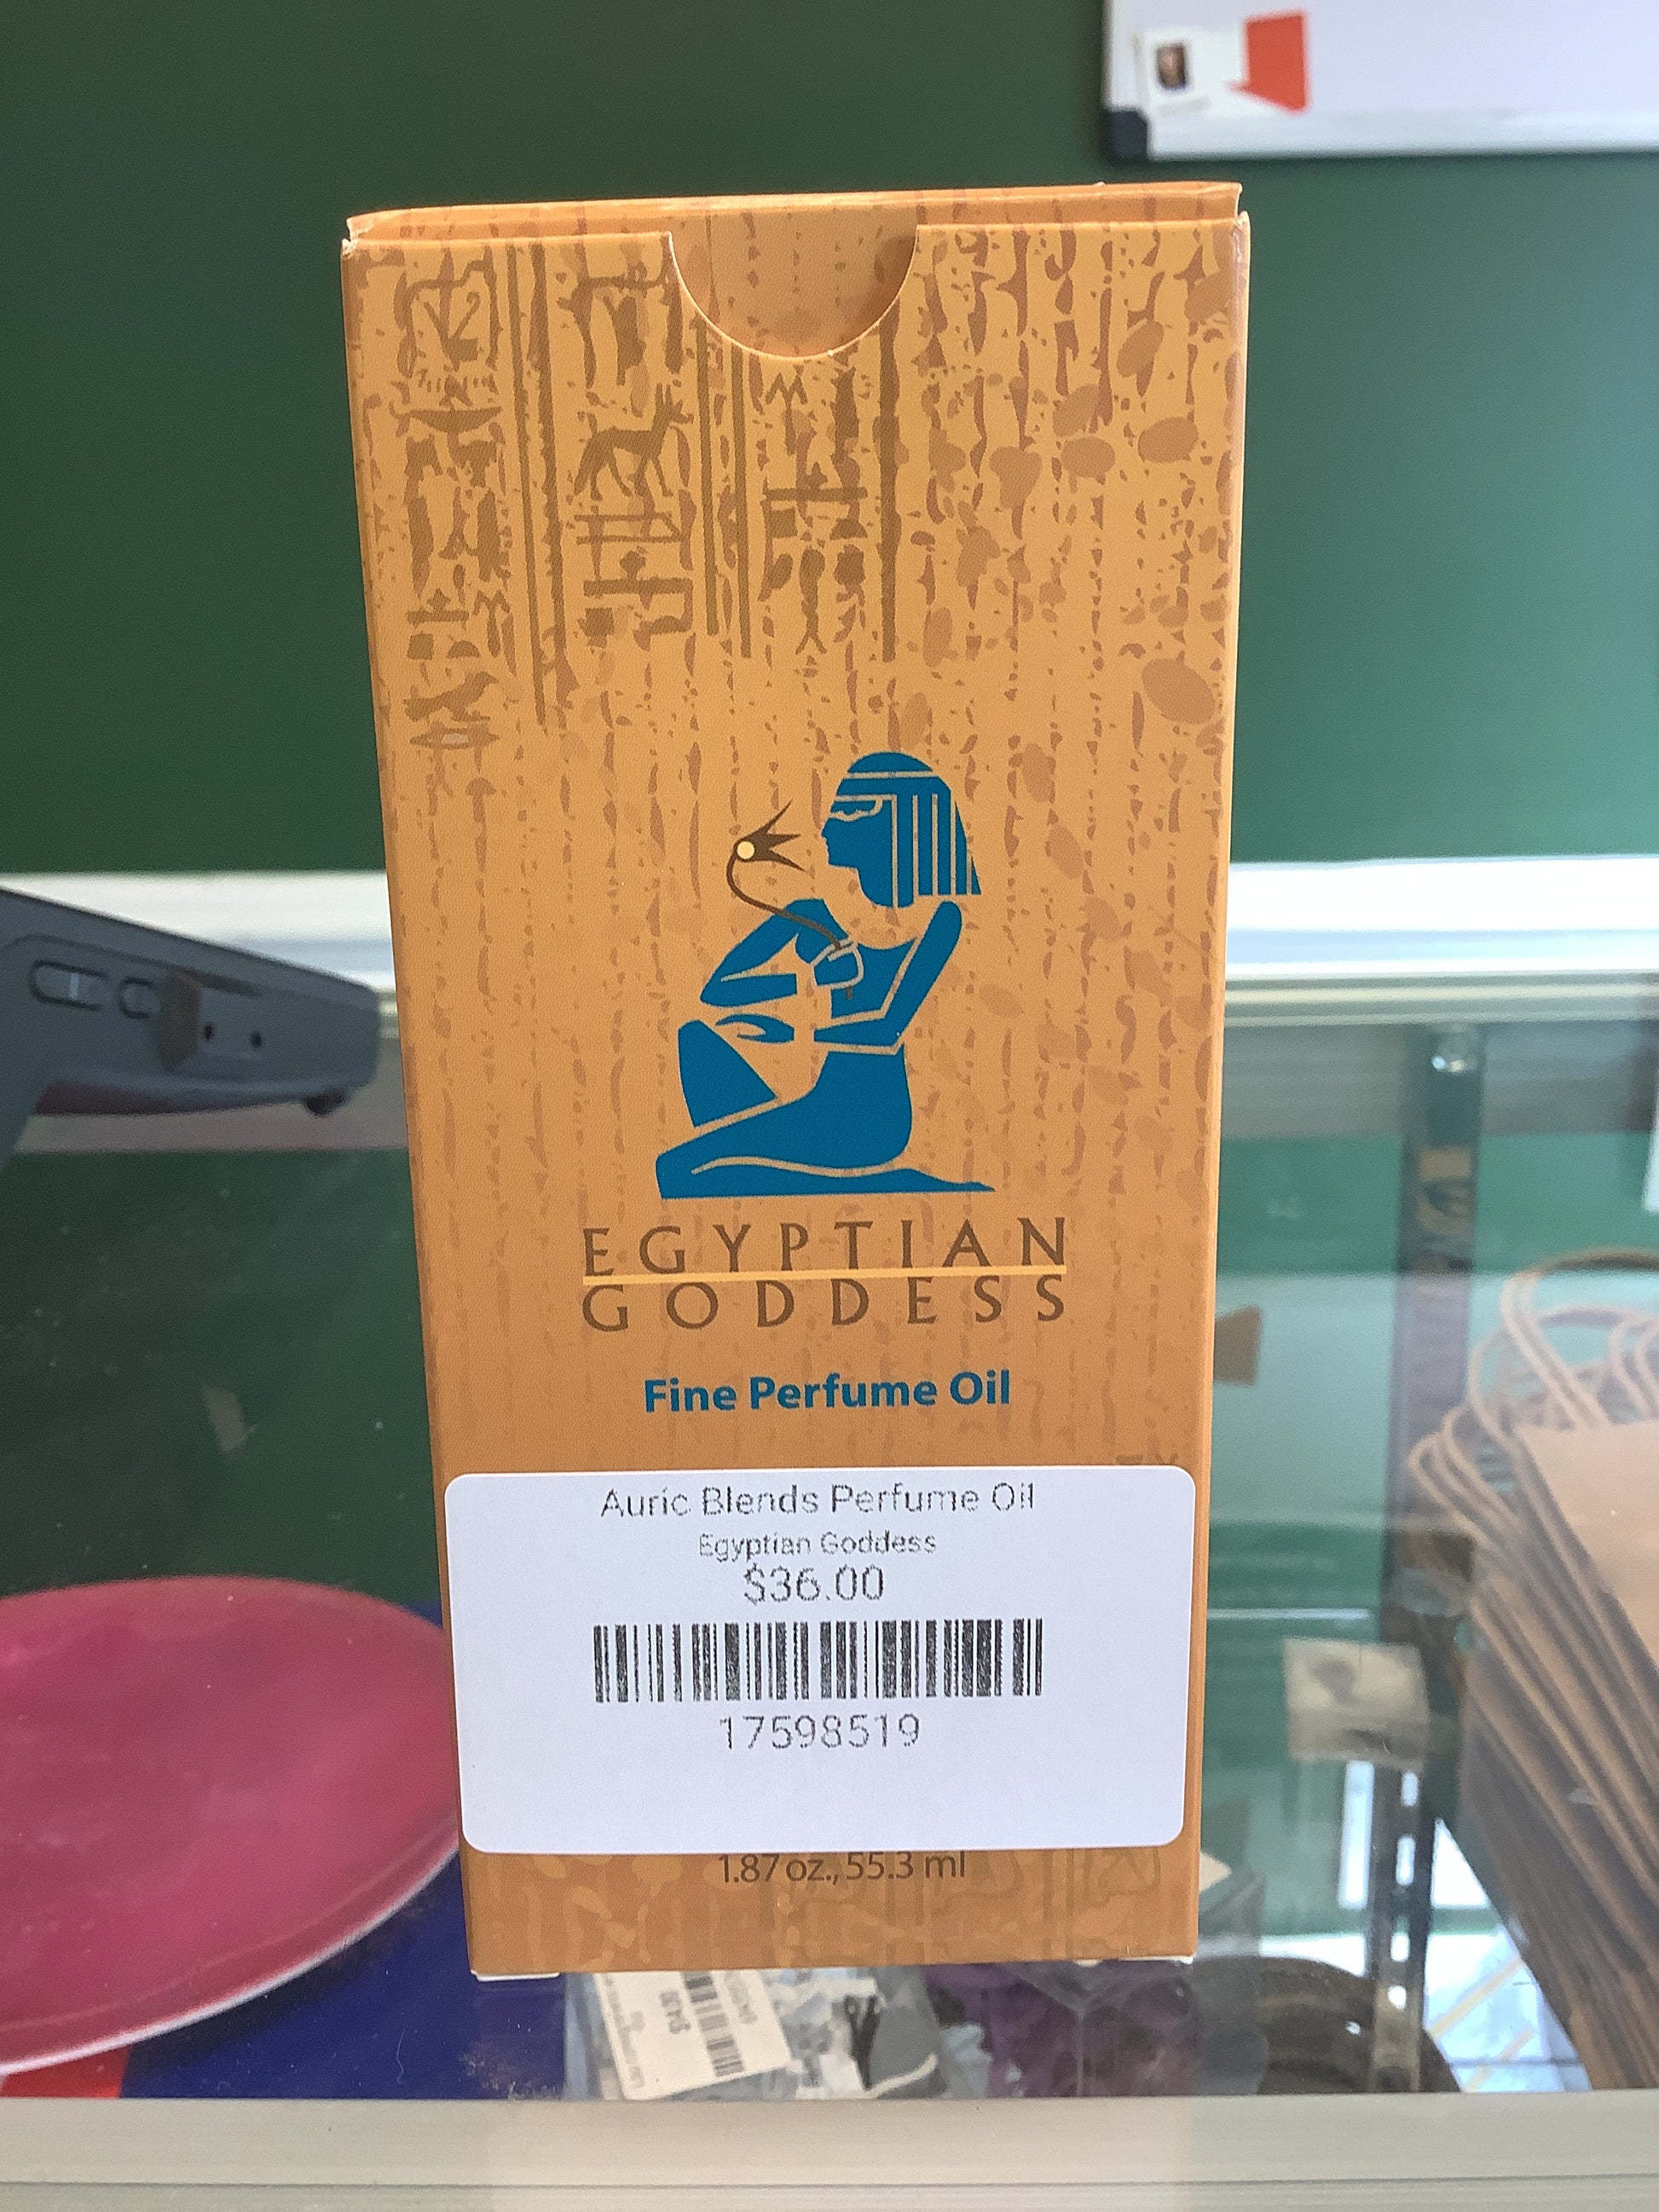 EGYPTIAN
GODDESS
Fine Perfume Oil
Auric Blends Perfume Oil
Egyptian Goddess
$36.00
17598519
1.87 oz., 55.3 ml